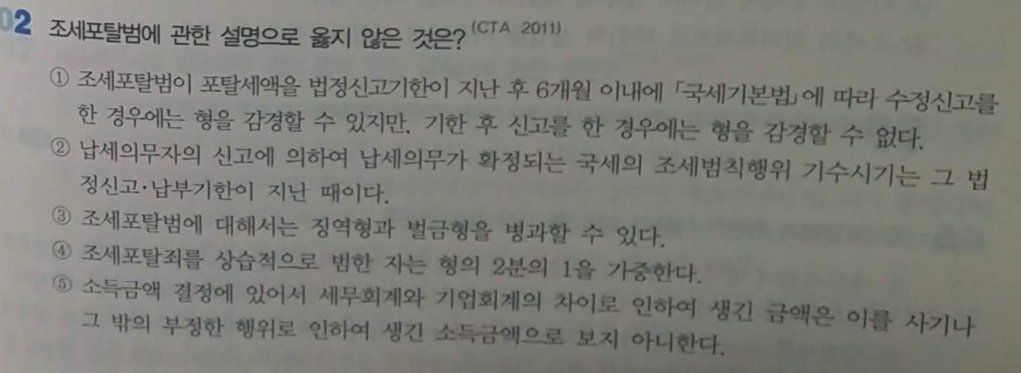 02 조세포탈범에 관한 설명으로 옳지 않은 것은? (CTA 2011)
① 조세포탈범이 포탈세액을 법정신고기한이 지난 후 6개월 이내에 「국세기본법」에 따라 수정신고를
한 경우에는 형을 감경할 수 있지만, 기한 후 신고를 한 경우에는 형을 감경할 수 없다.
② 납세의무자의 신고에 의하여 납세의무가 확정되는 국세의 조세범칙행위 기수시기는 그 법
정신고·납부기한이 지난 때이다.
③ 조세포탈범에 대해서는 징역형과 벌금형을 병과할 수 있다.
④ 조세포탈죄를 상습적으로 범한 자는 형의 2분의 1을 가중한다.
⑤ 소득금액 결정에 있어서 세무회계와 기업회계의 차이로 인하여 생긴 금액은 이를 사기나
그 밖의 부정한 행위로 인하여 생긴 소득금액으로 보지 아니한다.